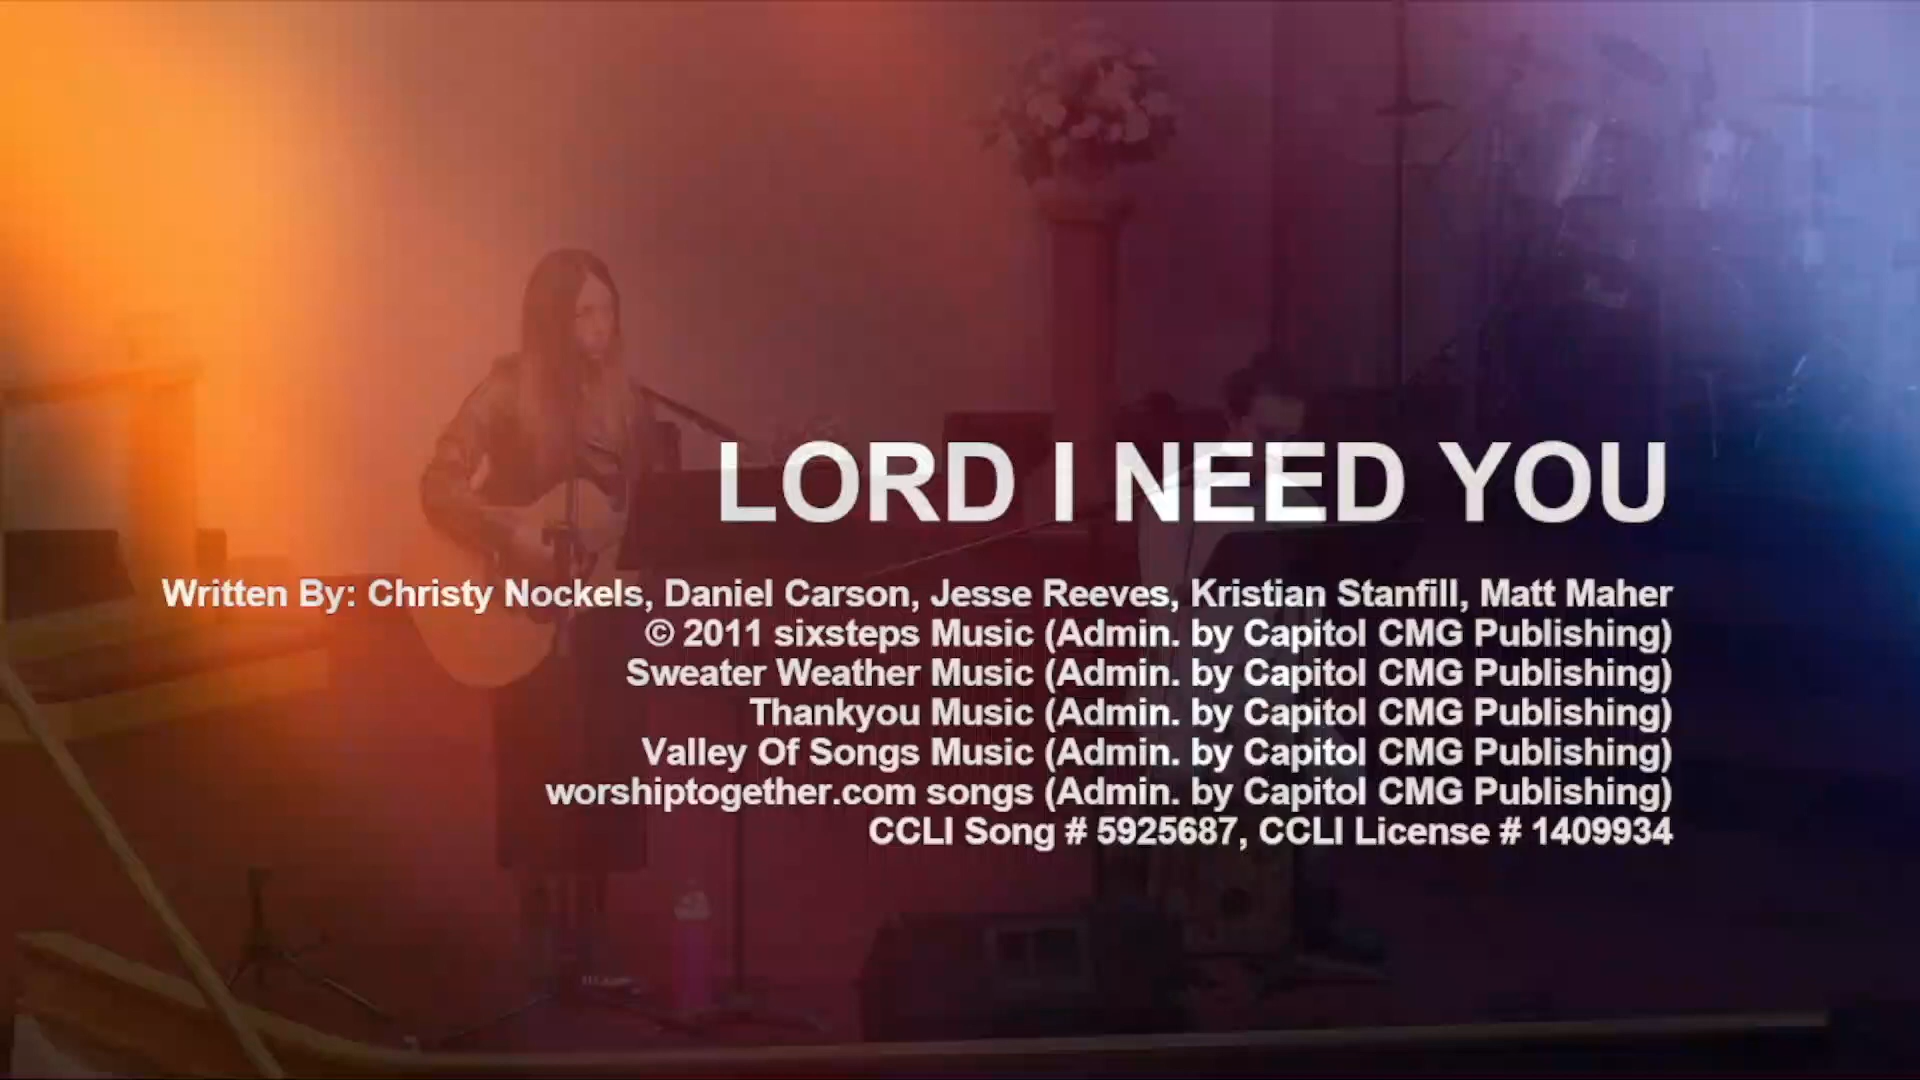 LORD I NEED YOU
Written By: Christy Nockels, Daniel Carson, Jesse Reeves, Kristian Stanfill, Matt Maher
© 2011 sixsteps Music (Admin. by Capitol CMG Publishing)
Sweater Weather Music (Admin. by Capitol CMG Publishing)
Thankyou Music (Admin. by Capitol CMG Publishing)
Valley Of Songs Music (Admin. by Capitol CMG Publishing)
worshiptogether.com songs (Admin. by Capitol CMG Publishing)
CCLI Song # 5925687, CCLI License # 1409934